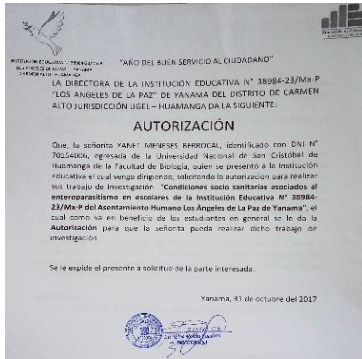 "AÑO DEL BUEN SERVICIO AL CIUDADANO"
LA DIRECTORA DE LA INSTITUCIÓN EDUCATIVA N° 38984-23/Mx-P
"LOS ANGELES DE LA PAZ" DE YANAMA DEL DISTRITO DE CARMEN
ALTO JURISDICCIÓN UGEL – HUAMANGA DA LA SIGUIENTE:
AUTORIZACIÓN
Que, la señorita YANET MENESES BERROCAL, identificado con DNI N°
70154006, egresada de la Universidad Nacional de San Cristóbal de
Huamanga de la Facultad de Biología, quien se presentó a la Institución
educativa el cual vengo dirigiendo, solicitando la autorización para realizar
sus trabajo de Investigación "Condiciones socio sanitarias asociados al
enteroparasitismo en escolares de la Institución Educativa N° 38984-
23/Mx-P del Asentamiento Humano Los Ángeles de La Paz de Yanama", el
cual como va en beneficio de los estudiantes en general se le da la
Autorización para que la señorita pueda realizar dicho trabajo de
investigación
Se le expide el presente a solicitud de la parte interesada.
Yanama, 31 de octubre del 2017